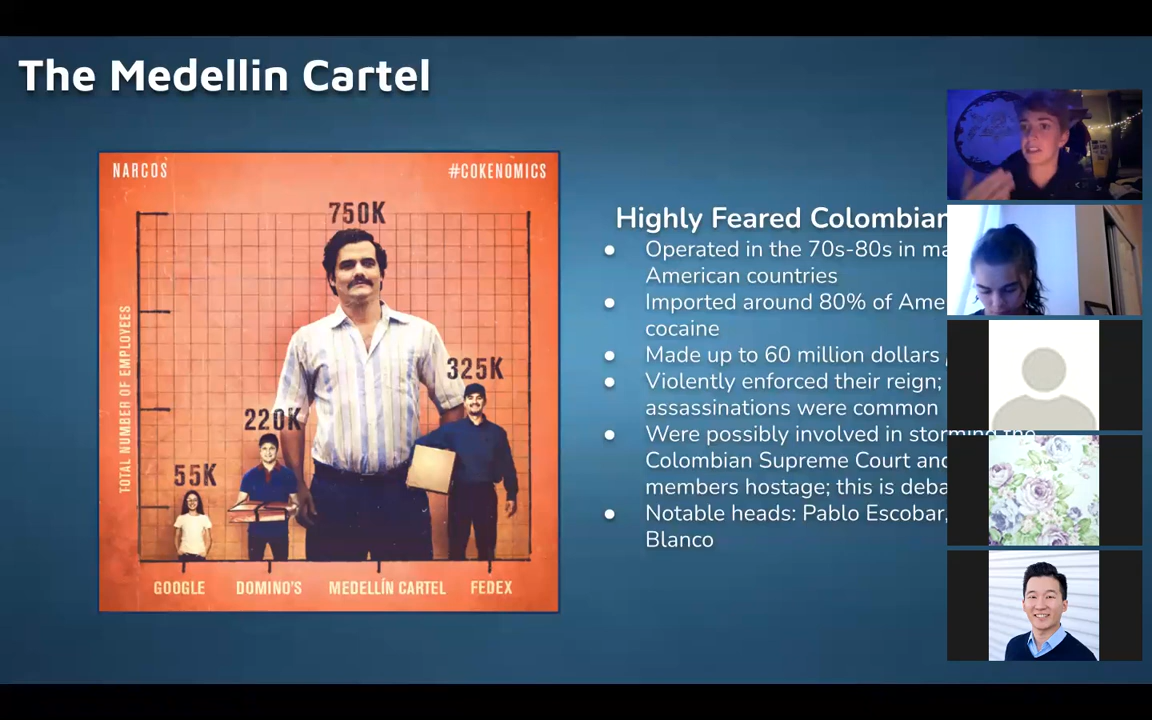 The Medellin Cartel
NARCOS
#COKENOMICS
750K
325K
220K
55K
TOTAL NUMBER OF EMPLOYEES
GOOGLE
DOMINO'S
MEDELLÍN CARTEL
FEDEX
Highly Feared Colombian
● Operated in the 70s-80s in
American countries
● Imported around 80% of
cocaine
● Made up to 60 million dollars
● Violently enforced their reign;
assassinations were common
● Were possibly involved in storming the
Colombian Supreme Court and
members hostage; this is
● Notable heads: Pablo Escobar,
Blanco